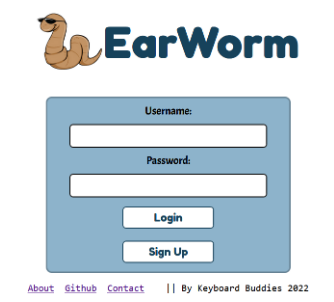 EarWorm
Username:
Password:
Login
Sign Up
About Github Contact || By Keyboard Buddies 2022